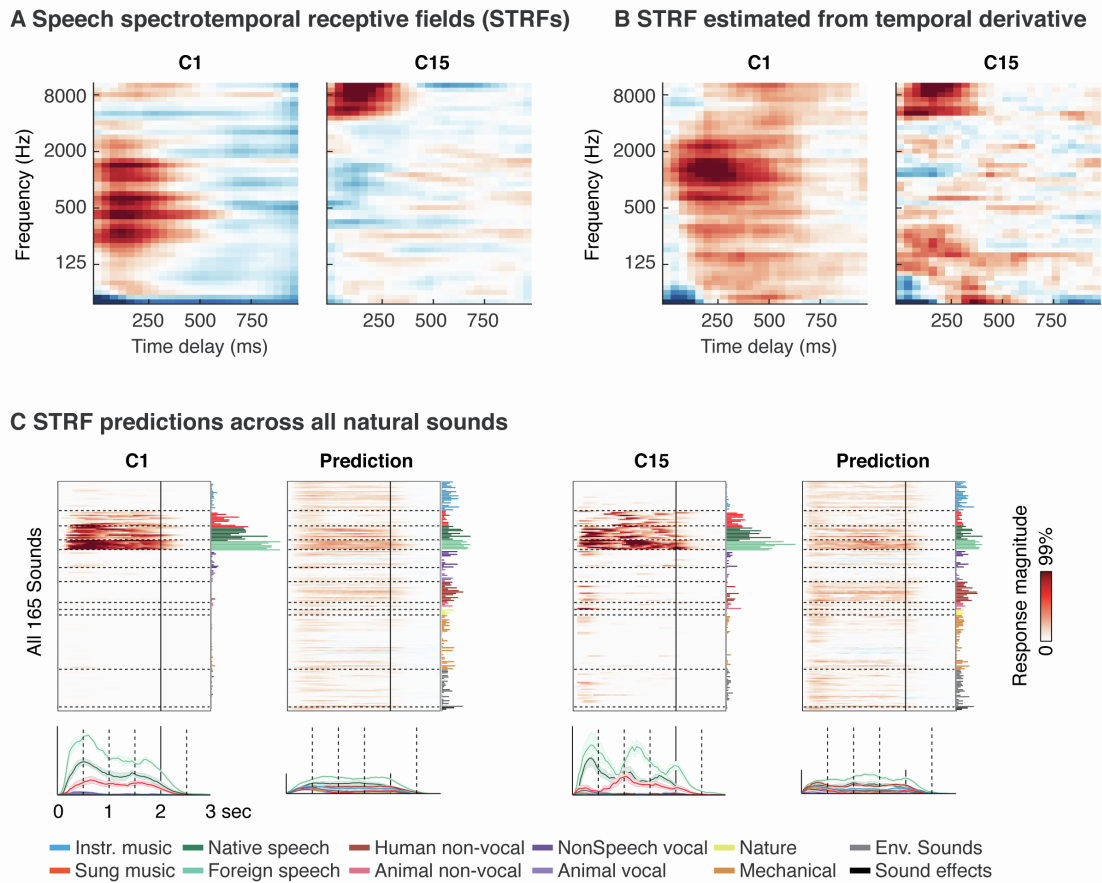 A Speech spectrotemporal receptive fields (STRFs)
B STRF estimated from temporal derivative
C1
C15
C1
C15
Frequency (Hz)
8000
2000
500
125
250 500 750
250 500 750
Time delay (ms)
Frequency (Hz)
8000
2000
500
125
250 500 750
250 500 750
Time delay (ms)
C STRF predictions across all natural sounds
C1
Prediction
C15
Prediction
All 165 Sounds
Response magnitude
0 99%
0 1 2 3 sec
Instr. music
Native speech
Human non-vocal
NonSpeech vocal
Nature
Env. Sounds
Sung music
Foreign speech
Animal non-vocal
Animal vocal
Mechanical
Sound effects